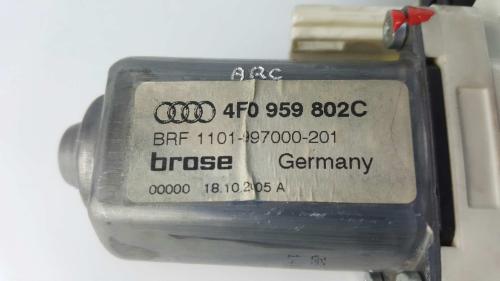 ARC
4F0 959 802C
BRF 1101-997000-201
brose Germany
00000 18.10.2005 A